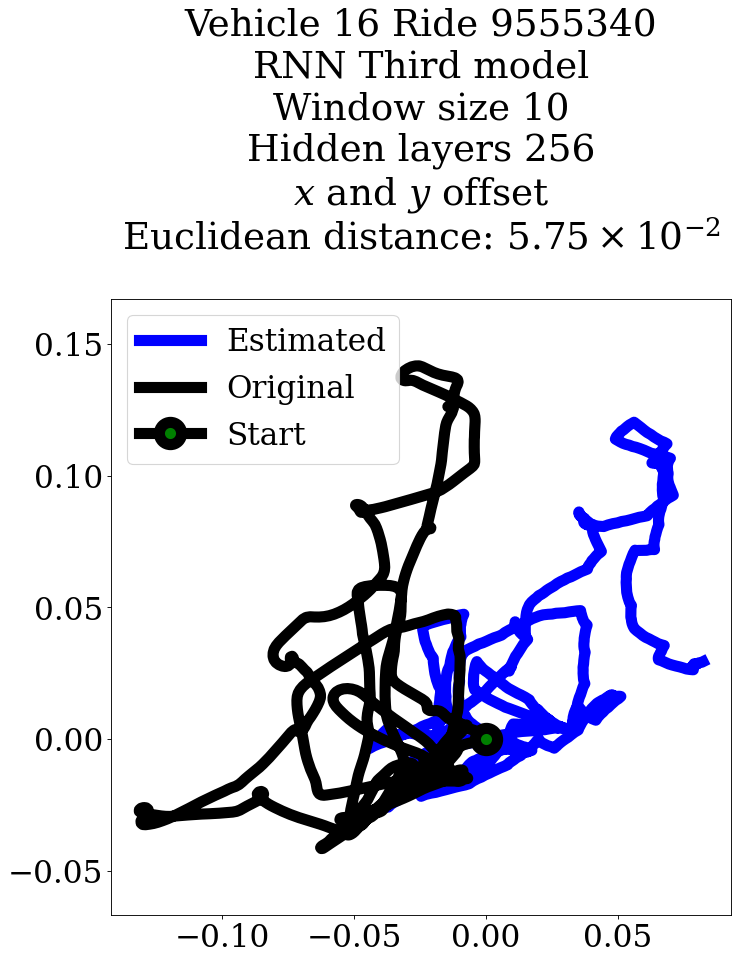 Vehicle 16 Ride 9555340
RNN Third model
Window size 10
Hidden layers 256
x and y offset
Euclidean distance: 5.75 × 10⁻²
Estimated
Original
Start
0.15
0.10
0.05
0.00
−0.05
−0.10 −0.05 0.00 0.05